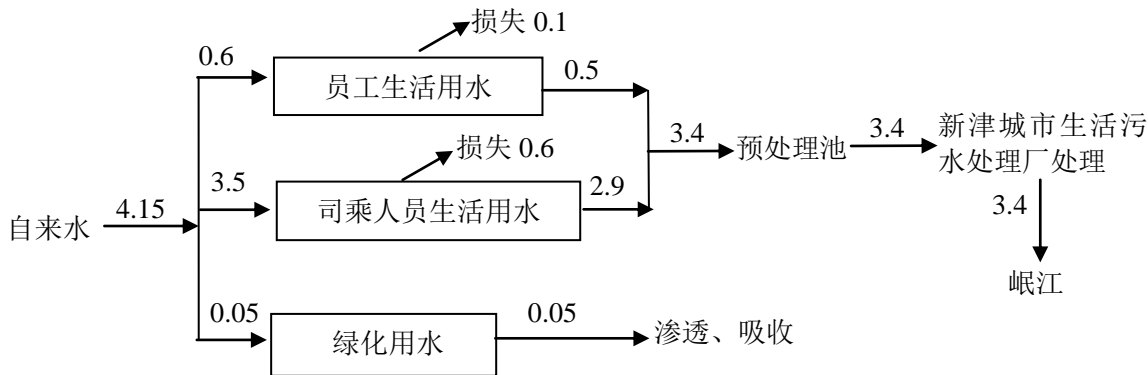 损失 0.1
0.6
员工生活用水
0.5
损失 0.6
3.4
预处理池
3.4
新津城市生活污
水处理厂处理
3.5
司乘人员生活用水
2.9
自来水
4.15
3.4
岷江
0.05
绿化用水
0.05
渗透、吸收